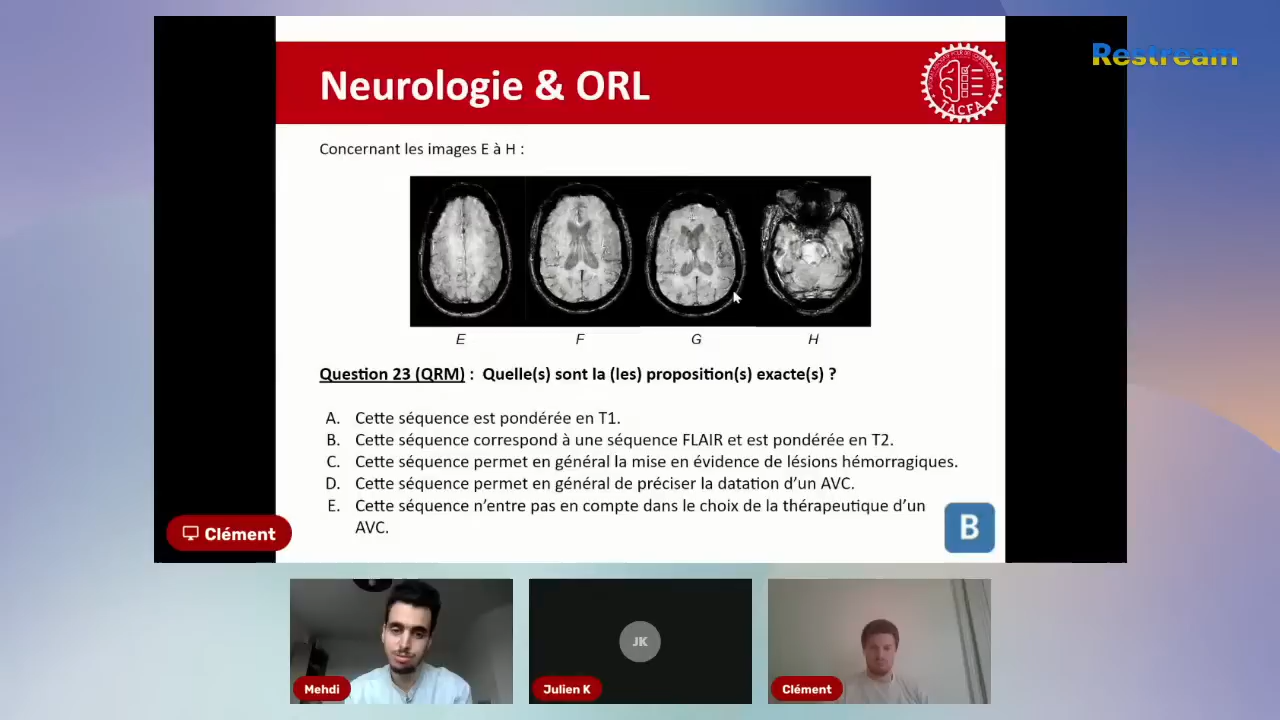 Restream
Neurologie & ORL
TACFA
Concernant les images E à H :
E
F
G
H
Question 23 (QRM) : Quelle(s) sont la (les) proposition(s) exacte(s) ?
A. Cette séquence est pondérée en T1.
B. Cette séquence correspond à une séquence FLAIR et est pondérée en T2.
C. Cette séquence permet en général la mise en évidence de lésions hémorragiques.
D. Cette séquence permet en général de préciser la datation d’un AVC.
E. Cette séquence n’entre pas en compte dans le choix de la thérapeutique d’un
AVC.
B
Clément
JK
Mehdi
Julien K
Clément